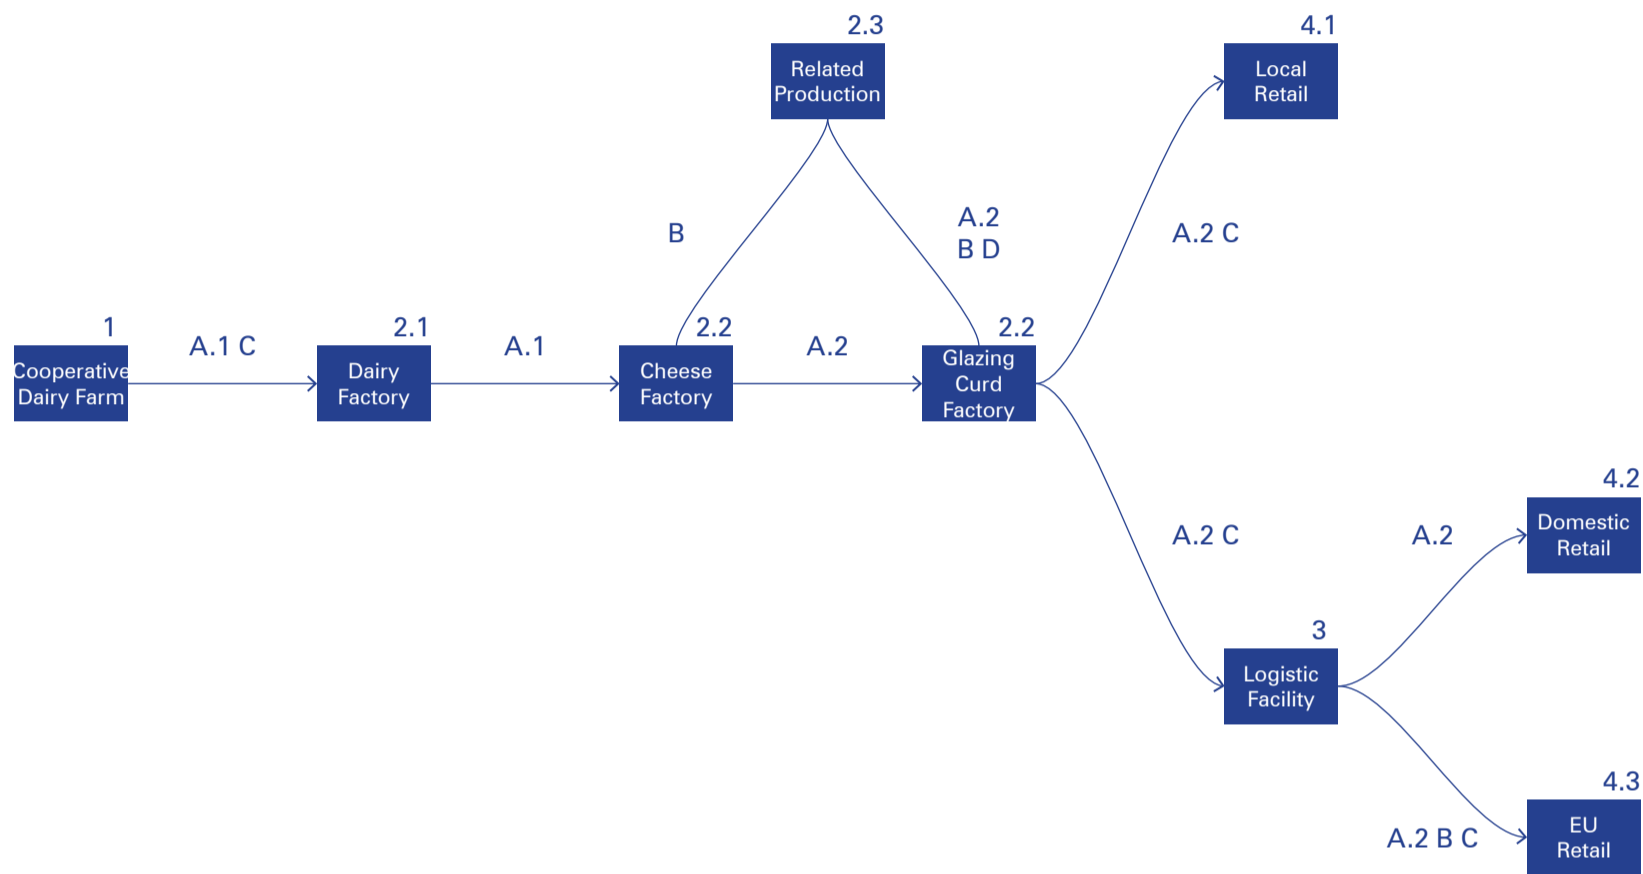 2.3
Related
Production
4.1
Local
Retail
B
A.2
B D
A.2 C
1
Cooperative
Dairy Farm
A.1 C
2.1
Dairy
Factory
A.1
2.2
Cheese
Factory
A.2
2.2
Glazing
Curd
Factory
A.2 C
3
Logistic
Facility
A.2
4.2
Domestic
Retail
A.2 B C
4.3
EU
Retail